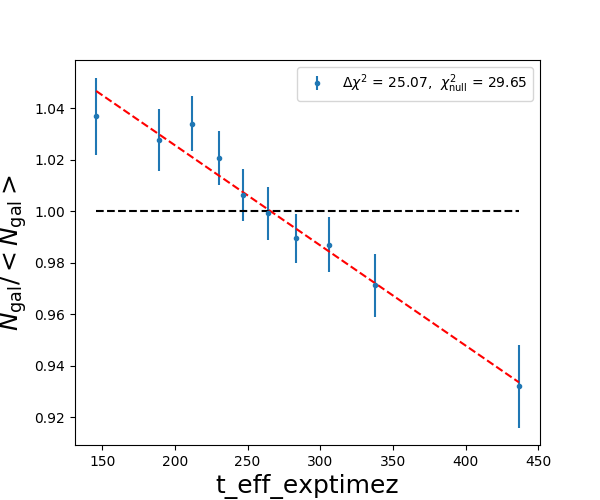 Δχ² = 25.07, χ²null = 29.65
1.04
1.02
1.00
0.98
0.96
0.94
0.92
Ngal/ < Ngal >
150 200 250 300 350 400 450
t_eff_exptimez